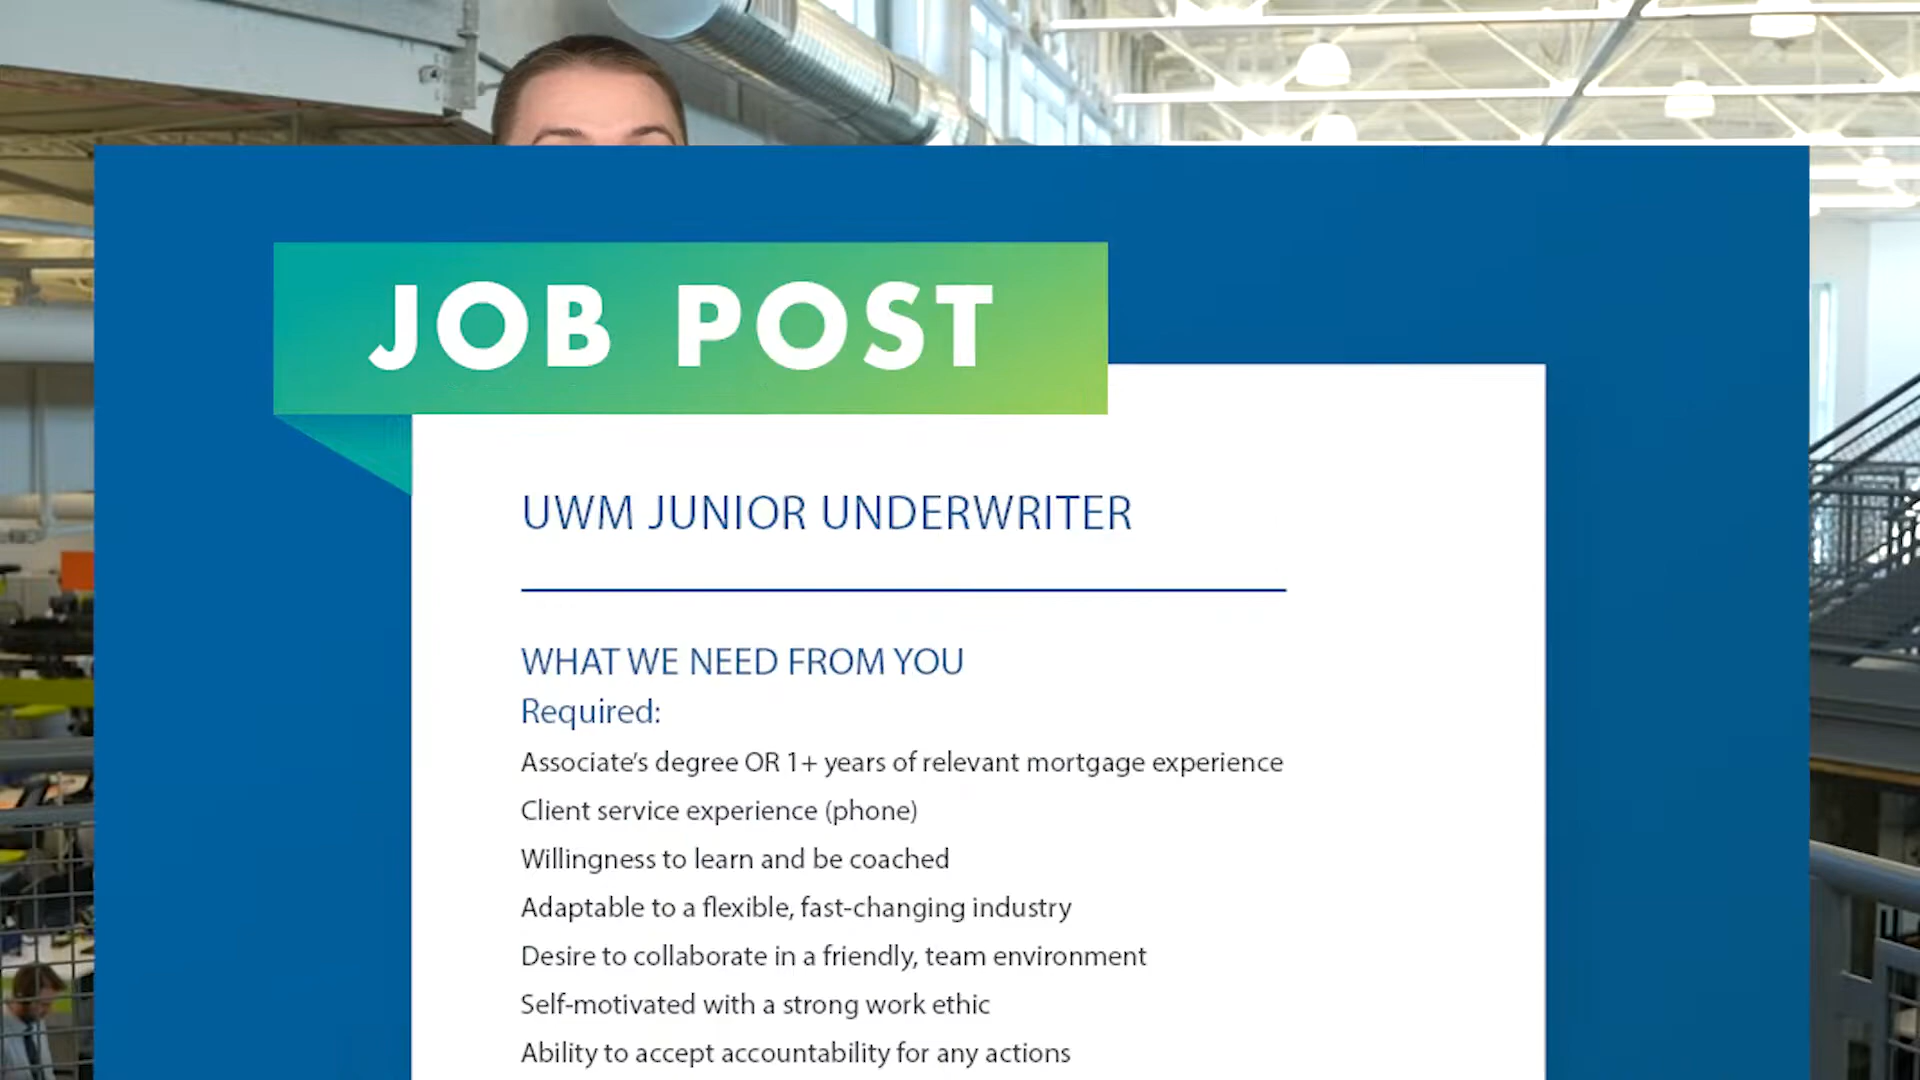 JOB POST
UWM JUNIOR UNDERWRITER
WHAT WE NEED FROM YOU
Required:
Associate's degree OR 1+ years of relevant mortgage experience
Client service experience (phone)
Willingness to learn and be coached
Adaptable to a flexible, fast-changing industry
Desire to collaborate in a friendly, team environment
Self-motivated with a strong work ethic
Ability to accept accountability for any actions